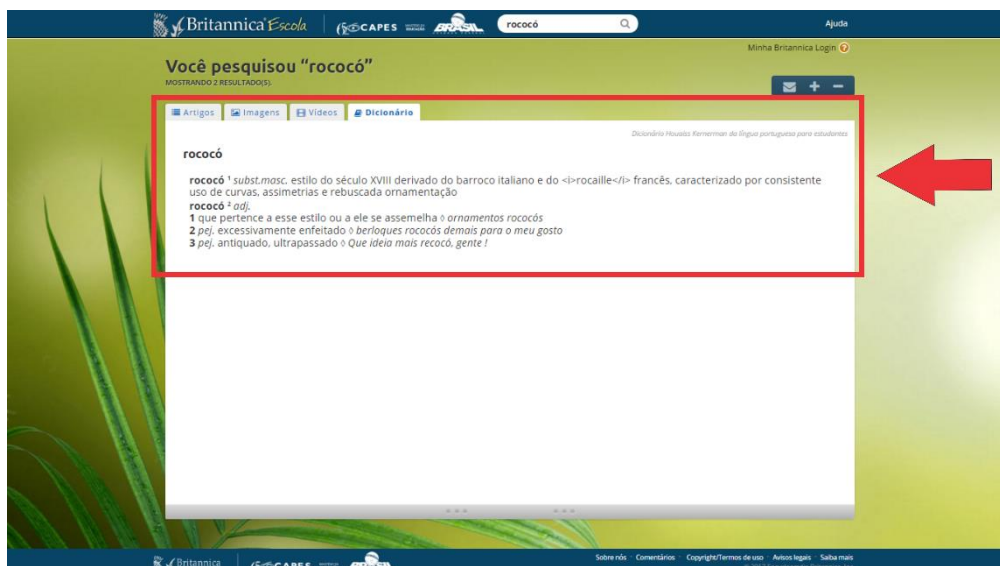 Britannica Escola CAPES BRASIL rococó Ajuda
Minha Britannica Login ?
Você pesquisou “rococó”
MOSTRANDO 2 RESULTADO(S).
Artigos Imagens Vídeos Dicionário
Dicionário Houaiss Kernerman da língua portuguesa para estudantes
rococó
rococó ¹ subst.masc. estilo do século XVIII derivado do barroco italiano e do <i>rocaille</i> francês, caracterizado por consistente
uso de curvas, assimetrias e rebuscada ornamentação
rococó ² adj.
1 que pertence a esse estilo ou a ele se assemelha ◊ ornamentos rococós
2 pej. excessivamente enfeitado ◊ berloques rococós demais para o meu gosto
3 pej. antiquado, ultrapassado ◊ Que ideia mais recocó, gente !
Sobre nós · Comentários · Copyright/Termos de uso · Avisos legais · Saiba mais
Britannica CAPES